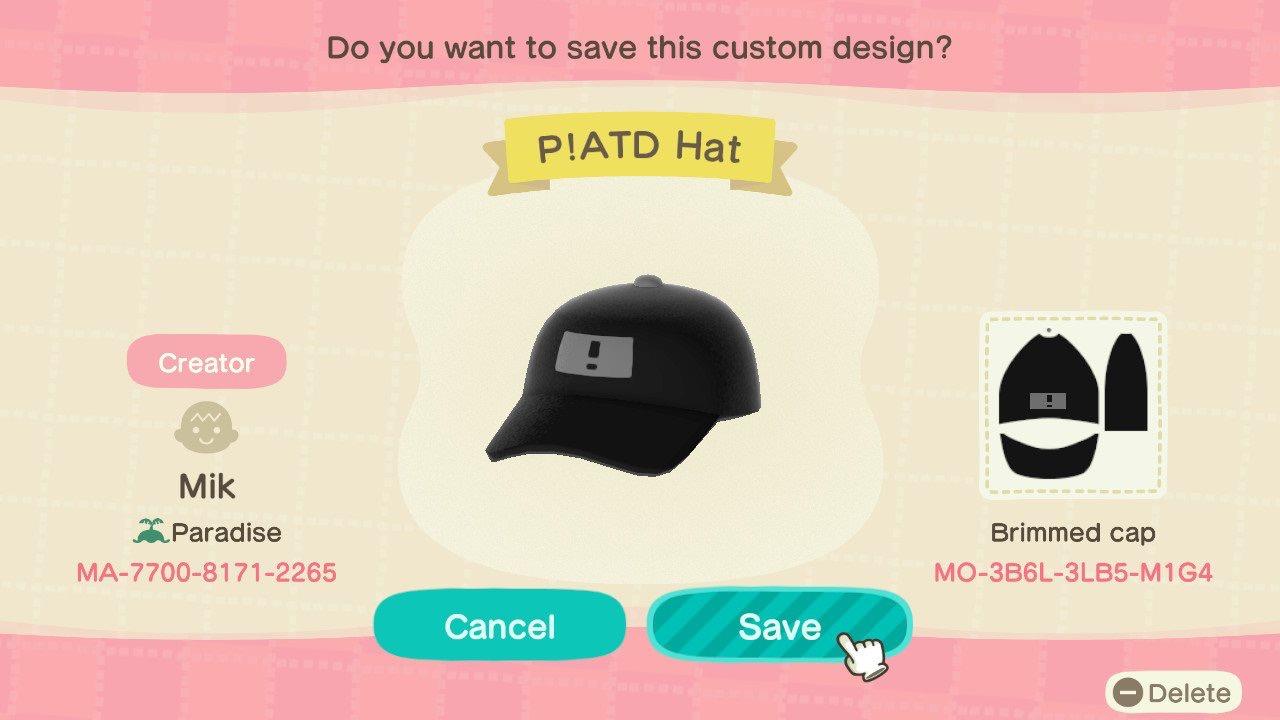 Do you want to save this custom design?
P!ATD Hat
!
Creator
Mik
Paradise
MA-7700-8171-2265
!
Brimmed cap
MO-3B6L-3LB5-M1G4
Cancel
Save
Delete